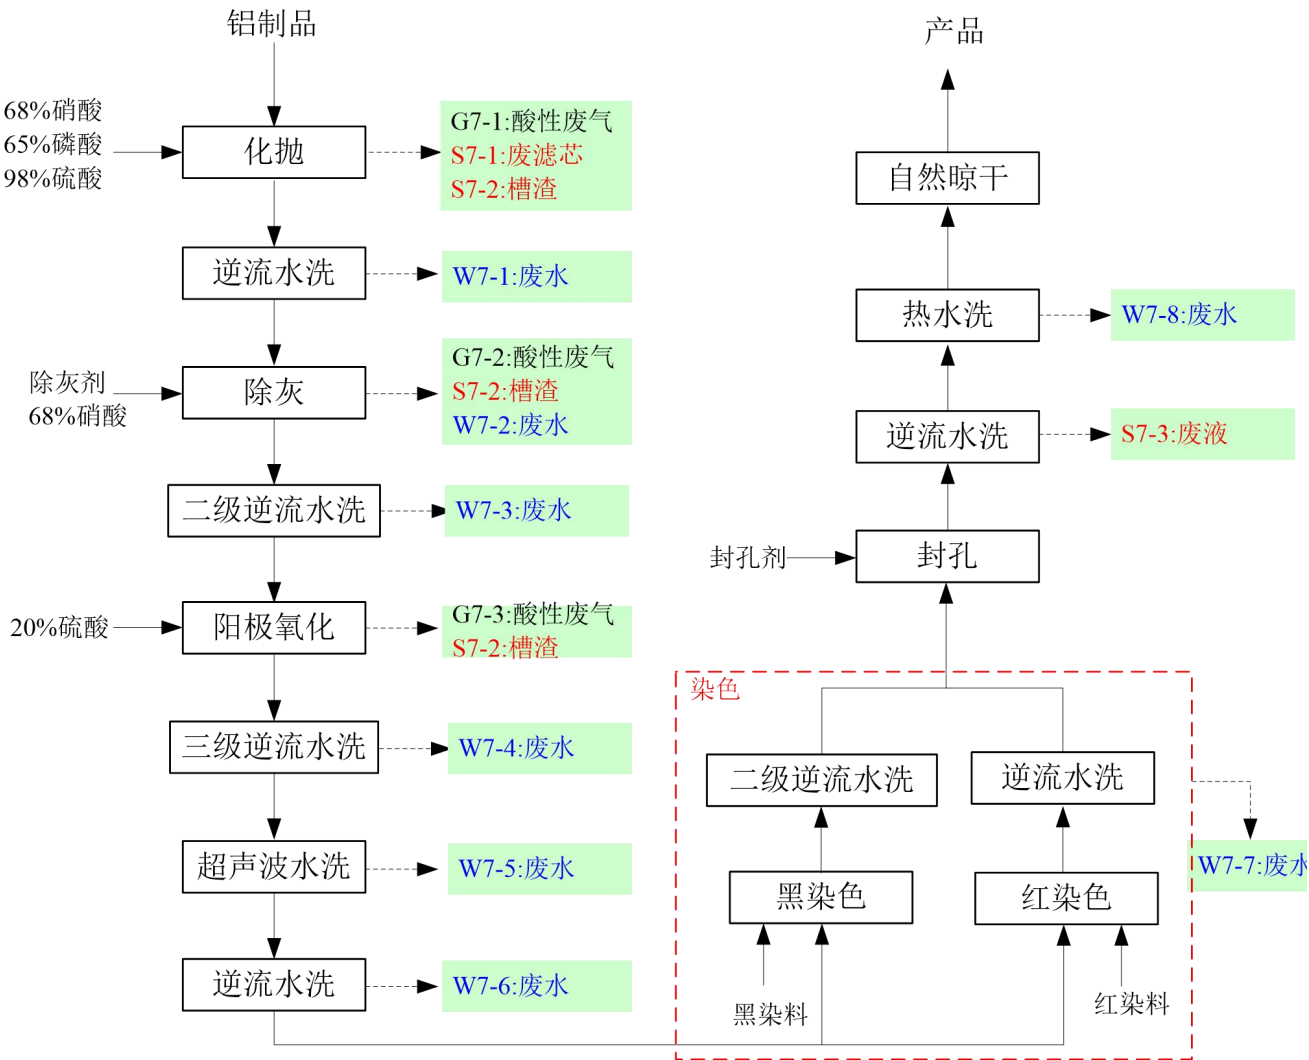 铝制品
68%硝酸
65%磷酸
98%硫酸
化抛
G7-1:酸性废气
S7-1:废滤芯
S7-2:槽渣
逆流水洗
W7-1:废水
除灰剂
68%硝酸
除灰
G7-2:酸性废气
S7-2:槽渣
W7-2:废水
二级逆流水洗
W7-3:废水
20%硫酸
阳极氧化
G7-3:酸性废气
S7-2:槽渣
三级逆流水洗
W7-4:废水
超声波水洗
W7-5:废水
逆流水洗
W7-6:废水
产品
自然晾干
热水洗
W7-8:废水
逆流水洗
S7-3:废液
封孔剂
封孔
染色
二级逆流水洗
逆流水洗
黑染色
红染色
W7-7:废水
黑染料
红染料